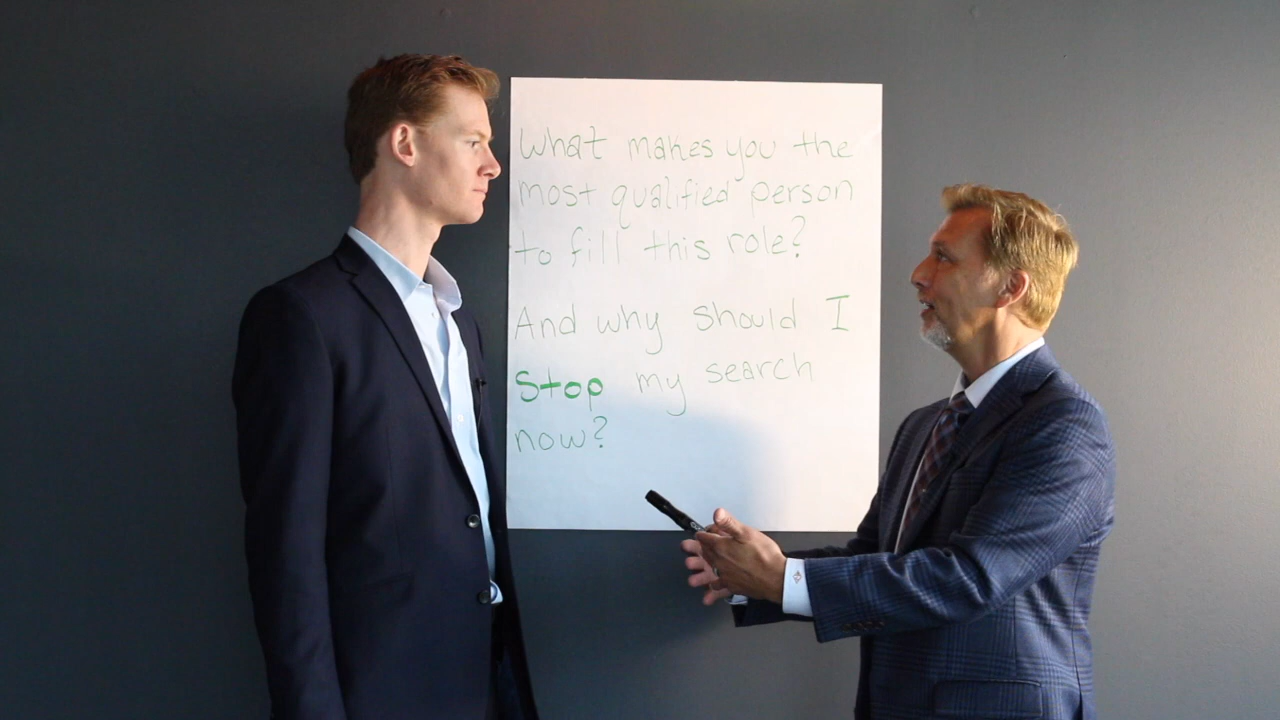 What makes you the
most qualified person
to fill this role?
And why should I
Stop my search
now?